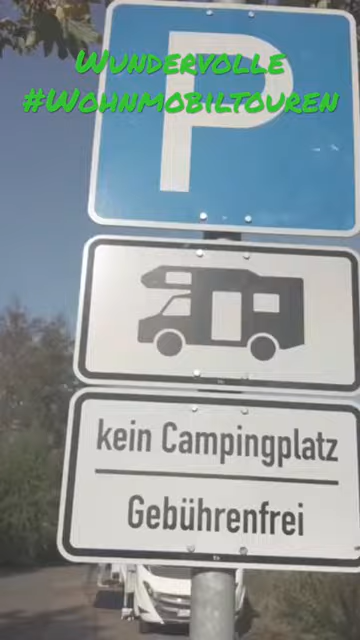 P
Wundervolle
#Wohnmobiltouren
kein Campingplatz
Gebührenfrei